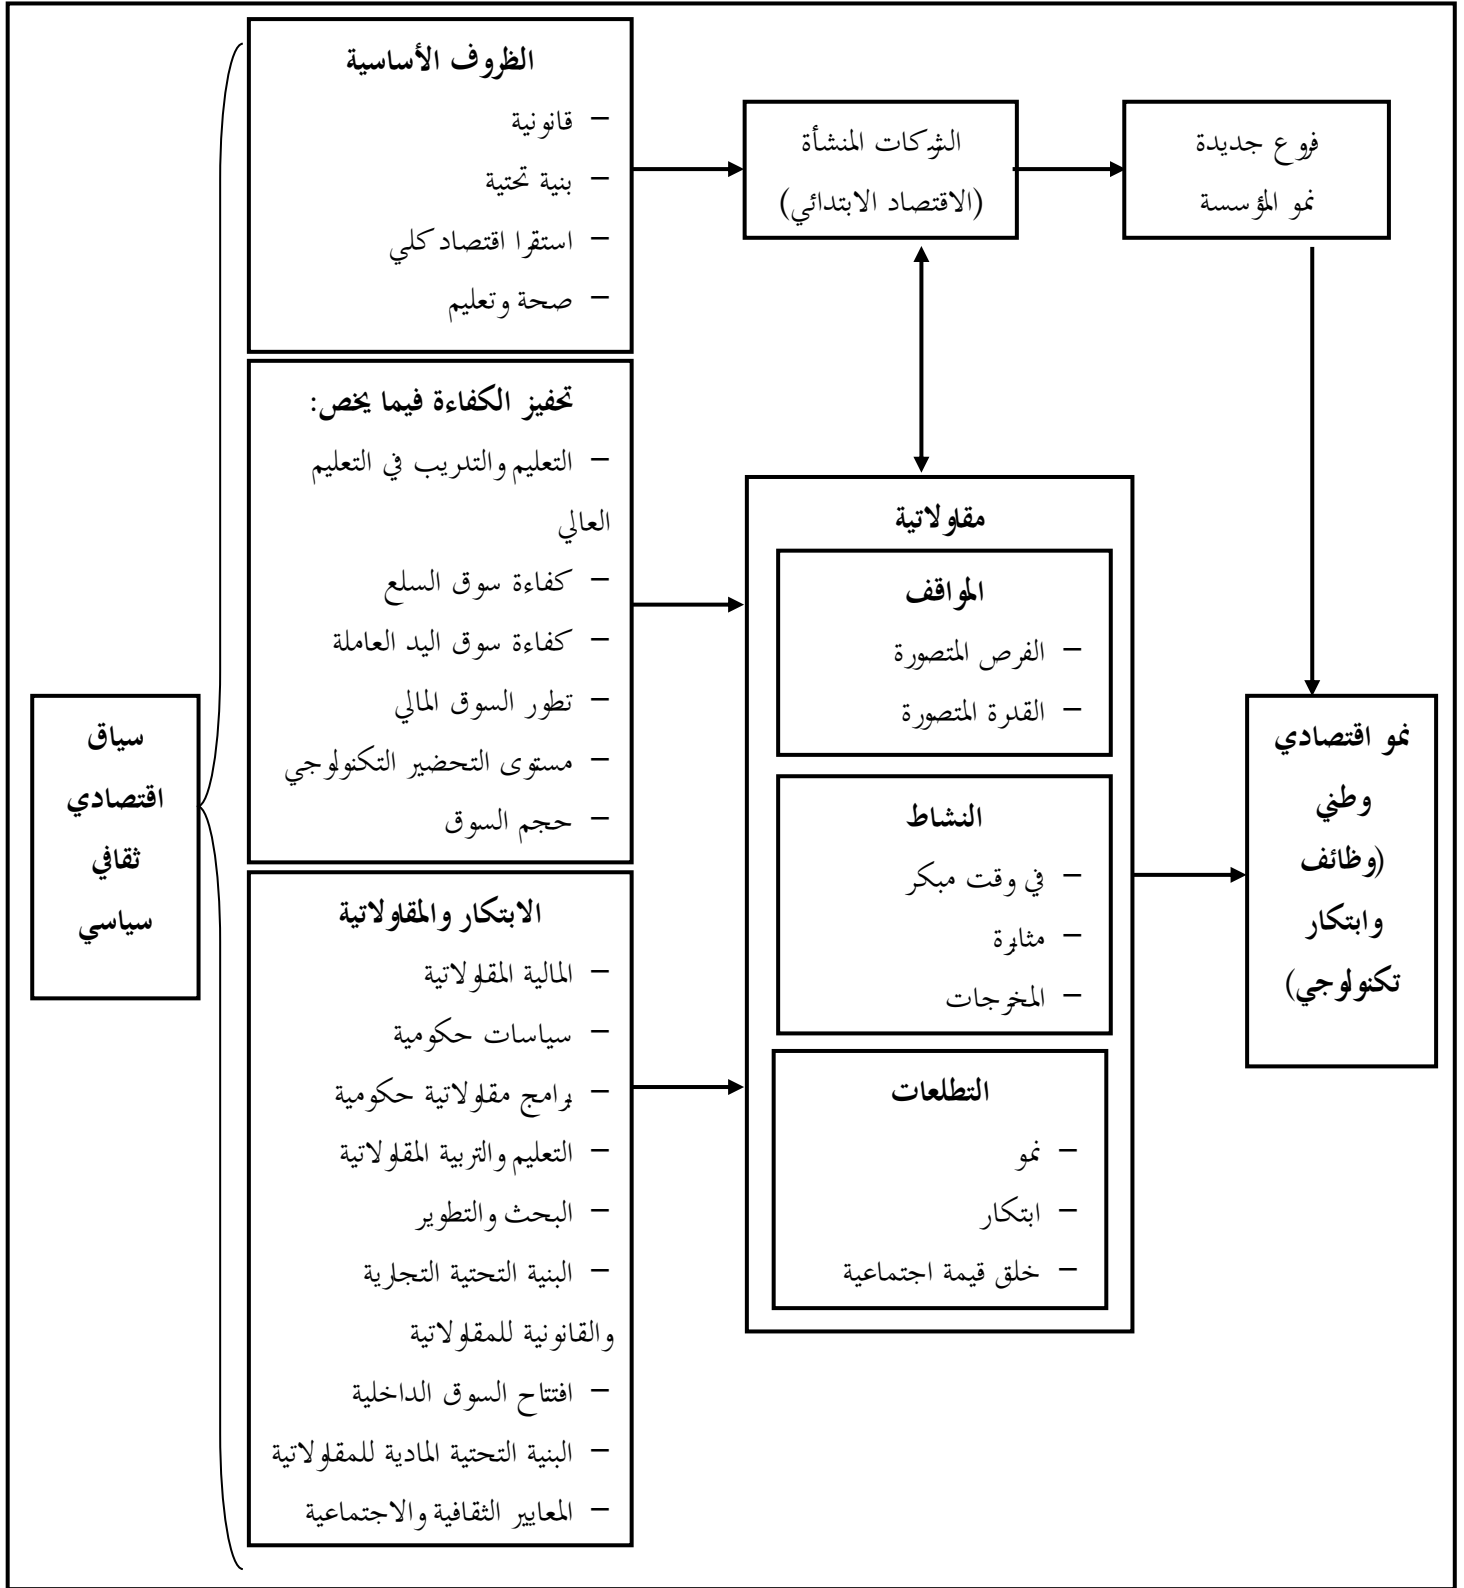 الظروف الأساسية
– قانونية
– بنية تحتية
– استقرا اقتصاد كلي
– صحة وتعليم
الشركات المنشأة
(الاقتصاد الابتدائي)
فروع جديدة
نمو المؤسسة
تحفيز الكفاءة فيما يخص:
– التعليم والتدريب في التعليم
العالي
– كفاءة سوق السلع
– كفاءة سوق اليد العاملة
– تطور السوق المالي
– مستوى التحضير التكنولوجي
– حجم السوق
سياق
اقتصادي
ثقافي
سياسي
الابتكار والمقاولاتية
– المالية المقاولاتية
– سياسات حكومية
– برامج مقاولاتية حكومية
– التعليم والتربية المقاولاتية
– البحث والتطوير
– البنية التحتية التجارية
والقانونية للمقاولاتية
– افتتاح السوق الداخلية
– البنية التحتية المادية للمقاولاتية
– المعايير الثقافية والاجتماعية
مقاولاتية
المواقف
– الفرص المتصورة
– القدرة المتصورة
النشاط
– في وقت مبكر
– مثابرة
– المخرجات
التطلعات
– نمو
– ابتكار
– خلق قيمة اجتماعية
نمو اقتصادي
وطني
(وظائف
وابتكار
تكنولوجي)